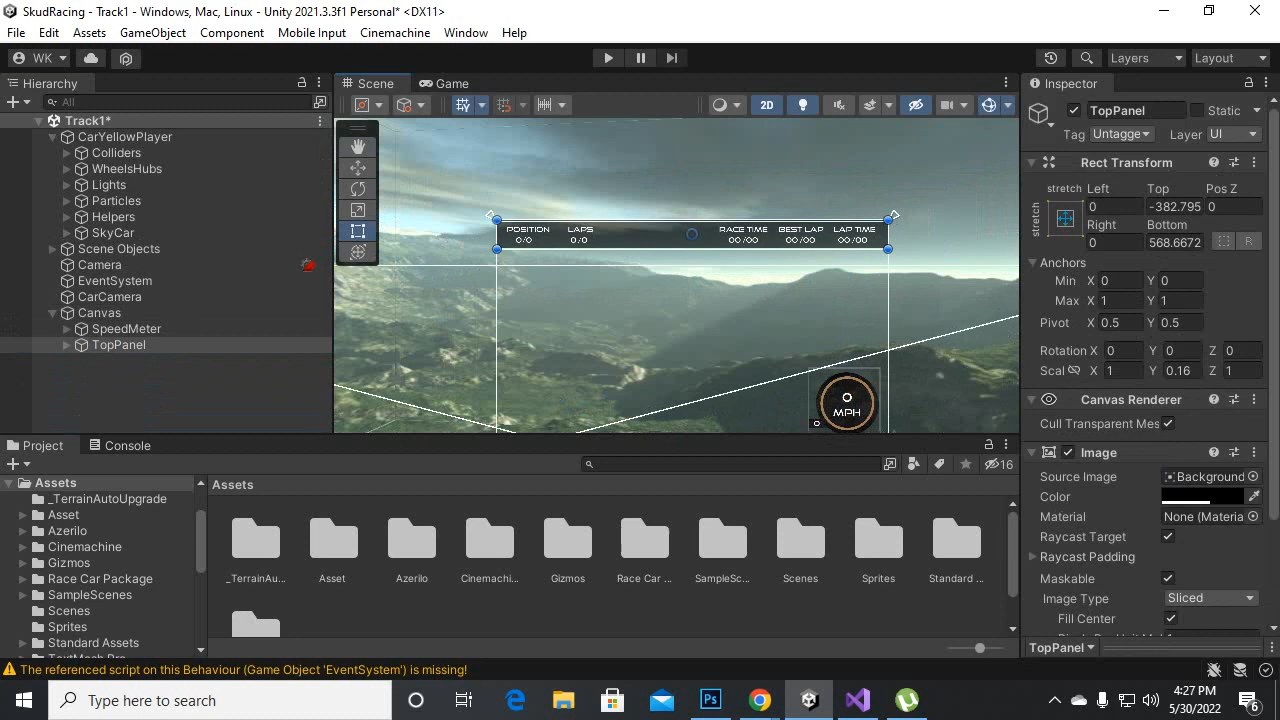 SkudRacing - Track1 - Windows, Mac, Linux - Unity 2021.3.3f1 Personal* <DX11>
File Edit Assets GameObject Component Mobile Input Cinemachine Window Help
WK Layers Layout
Hierarchy Scene Game Inspector
All 2D TopPanel Static
Track1* Tag Untagge Layer UI
CarYellowPlayer
Colliders Rect Transform
WheelsHubs
Lights stretch Left Top Pos Z
Particles stretch 0 -382.795 0
Helpers Right Bottom
SkyCar 0 568.6672 R
POSITION LAPS RACE TIME BEST LAP LAP TIME
0/0 0/0 00/00 00/00 00/00
Scene Objects
Camera Anchors
EventSystem Min X 0 Y 0
CarCamera Max X 1 Y 1
Canvas Pivot X 0.5 Y 0.5
SpeedMeter
TopPanel Rotation X 0 Y 0 Z 0
Scal X 1 Y 0.16 Z 1
0
MPH
0
Canvas Renderer
Cull Transparent Mes
Project Console
16
Image
Assets Assets
_TerrainAutoUpgrade Source Image Background
Asset Color
Azerilo Material None (Materia
Cinemachine Raycast Target
Gizmos Raycast Padding
Race Car Package Maskable
SampleScenes Image Type Sliced
Scenes Fill Center
Sprites
Standard Assets
_TerrainAu... Asset Azerilo Cinemachi... Gizmos Race Car ... SampleSc... Scenes Sprites Standard ...
TopPanel
The referenced script on this Behaviour (Game Object 'EventSystem') is missing!
Type here to search
Ps
4:27 PM
5/30/2022
6